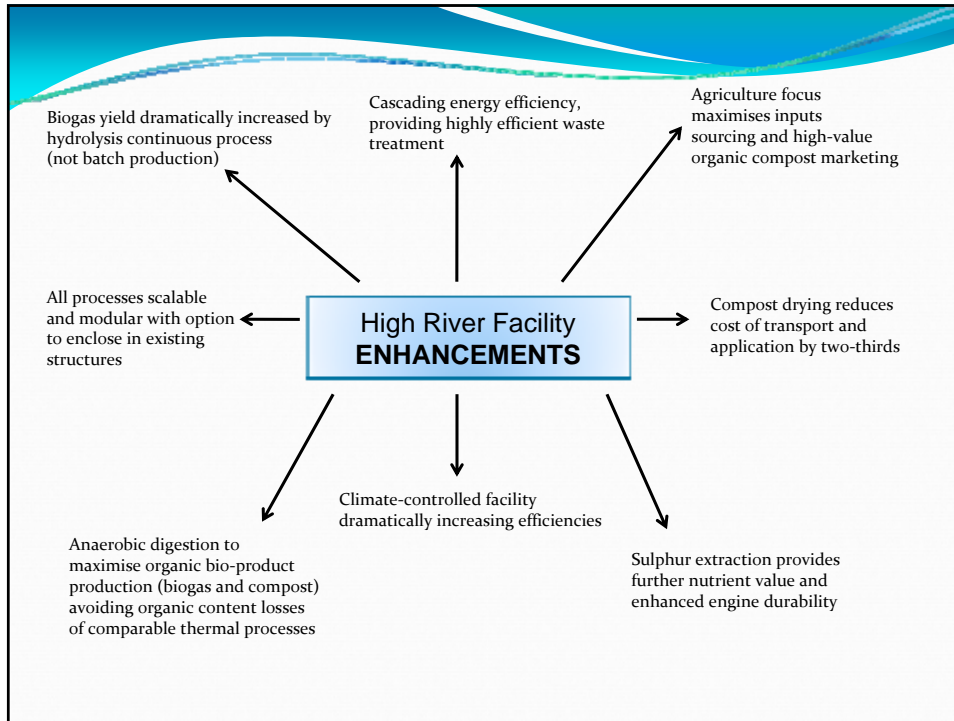 Biogas yield dramatically increased by
hydrolysis continuous process
(not batch production)
Cascading energy efficiency,
providing highly efficient waste
treatment
Agriculture focus
maximises inputs
sourcing and high-value
organic compost marketing
All processes scalable
and modular with option
to enclose in existing
structures
High River Facility
ENHANCEMENTS
Compost drying reduces
cost of transport and
application by two-thirds
Anaerobic digestion to
maximise organic bio-product
production (biogas and compost)
avoiding organic content losses
of comparable thermal processes
Climate-controlled facility
dramatically increasing efficiencies
Sulphur extraction provides
further nutrient value and
enhanced engine durability